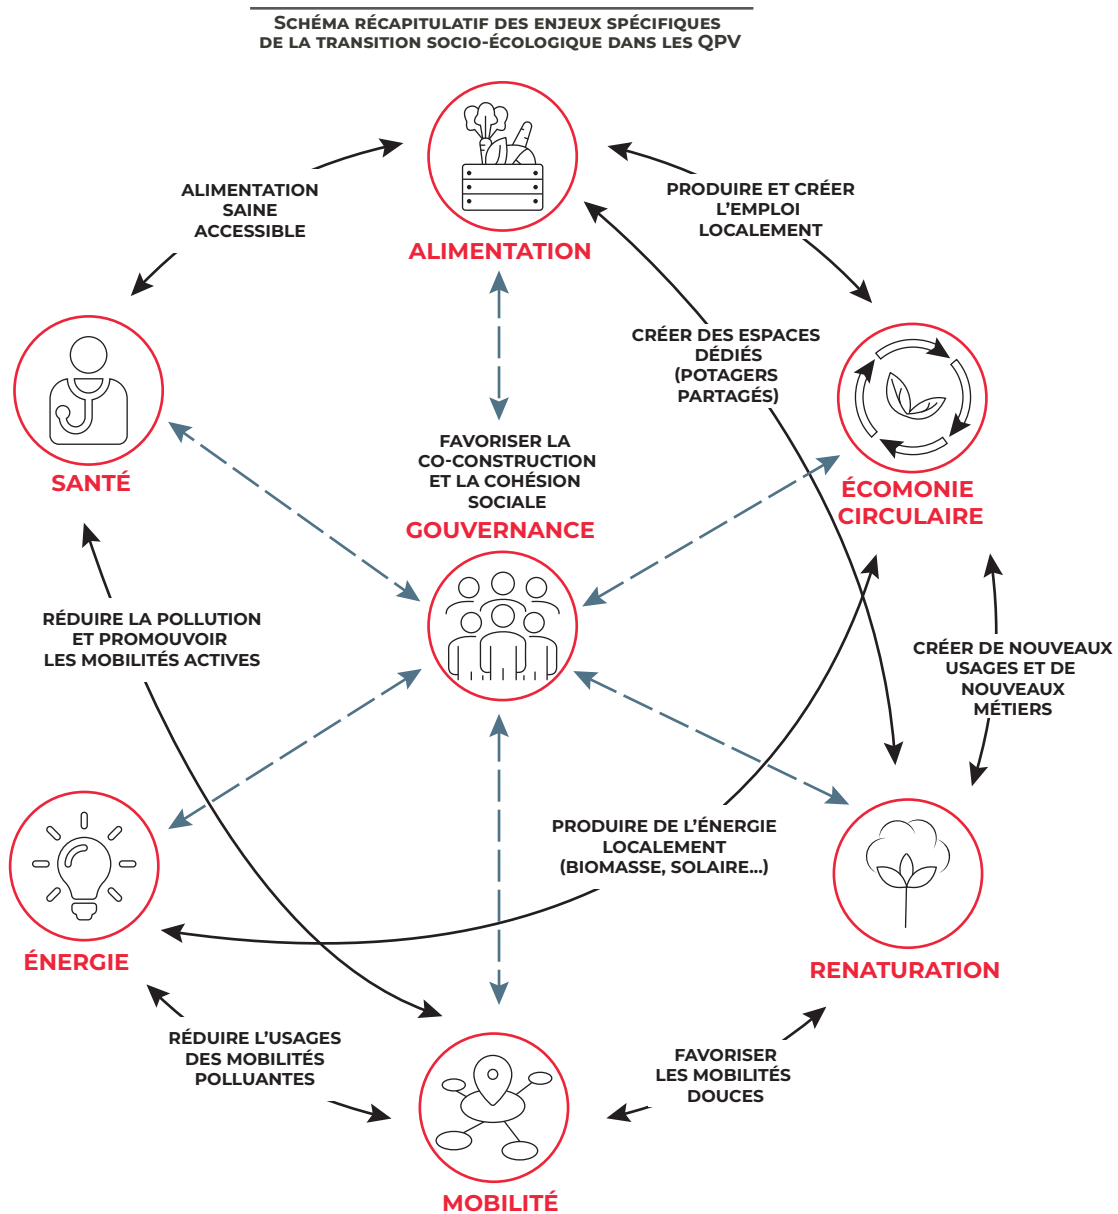 SCHÉMA RÉCAPITULATIF DES ENJEUX SPÉCIFIQUES
DE LA TRANSITION SOCIO-ÉCOLOGIQUE DANS LES QPV
ALIMENTATION
SAINE
ACCESSIBLE
PRODUIRE ET CRÉER
L'EMPLOI
LOCALEMENT
ALIMENTATION
CRÉER DES ESPACES
DÉDIÉS
(POTAGERS
PARTAGÉS)
SANTÉ
FAVORISER LA
CO-CONSTRUCTION
ET LA COHÉSION
SOCIALE
GOUVERNANCE
ÉCOMONIE
CIRCULAIRE
RÉDUIRE LA POLLUTION
ET PROMOUVOIR
LES MOBILITÉS ACTIVES
CRÉER DE NOUVEAUX
USAGES ET DE
NOUVEAUX
MÉTIERS
PRODUIRE DE L'ÉNERGIE
LOCALEMENT
(BIOMASSE, SOLAIRE...)
ÉNERGIE
RENATURATION
RÉDUIRE L'USAGES
DES MOBILITÉS
POLLUANTES
FAVORISER
LES MOBILITÉS
DOUCES
MOBILITÉ